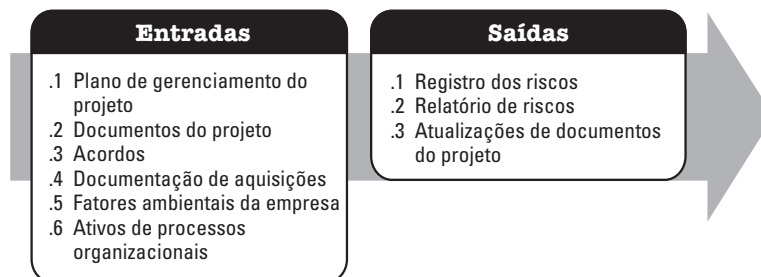 Entradas
.1 Plano de gerenciamento do
projeto
.2 Documentos do projeto
.3 Acordos
.4 Documentação de aquisições
.5 Fatores ambientais da empresa
.6 Ativos de processos
organizacionais
Saídas
.1 Registro dos riscos
.2 Relatório de riscos
.3 Atualizações de documentos
do projeto